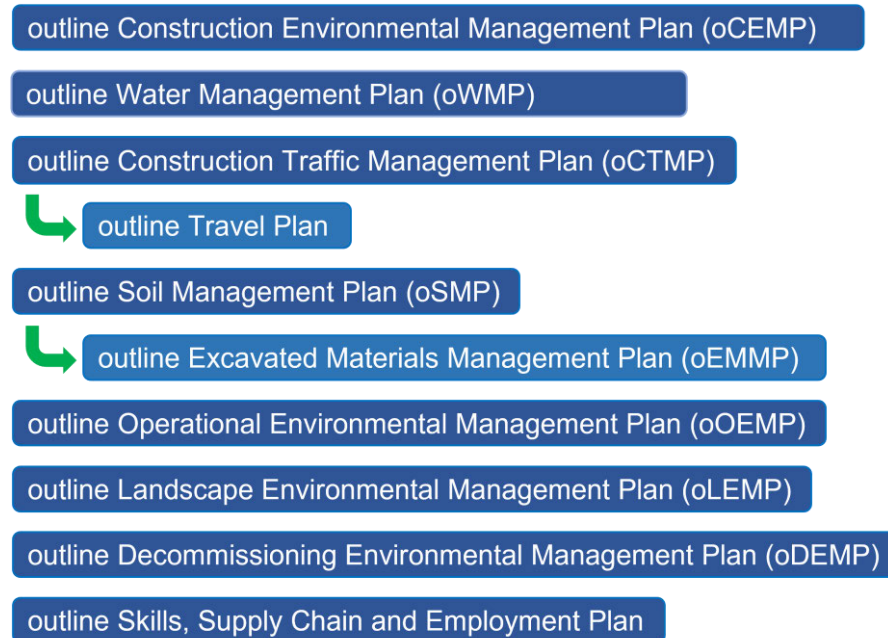 outline Construction Environmental Management Plan (oCEMP)
outline Water Management Plan (oWMP)
outline Construction Traffic Management Plan (oCTMP)
outline Travel Plan
outline Soil Management Plan (oSMP)
outline Excavated Materials Management Plan (oEMMP)
outline Operational Environmental Management Plan (oOEMP)
outline Landscape Environmental Management Plan (oLEMP)
outline Decommissioning Environmental Management Plan (oDEMP)
outline Skills, Supply Chain and Employment Plan